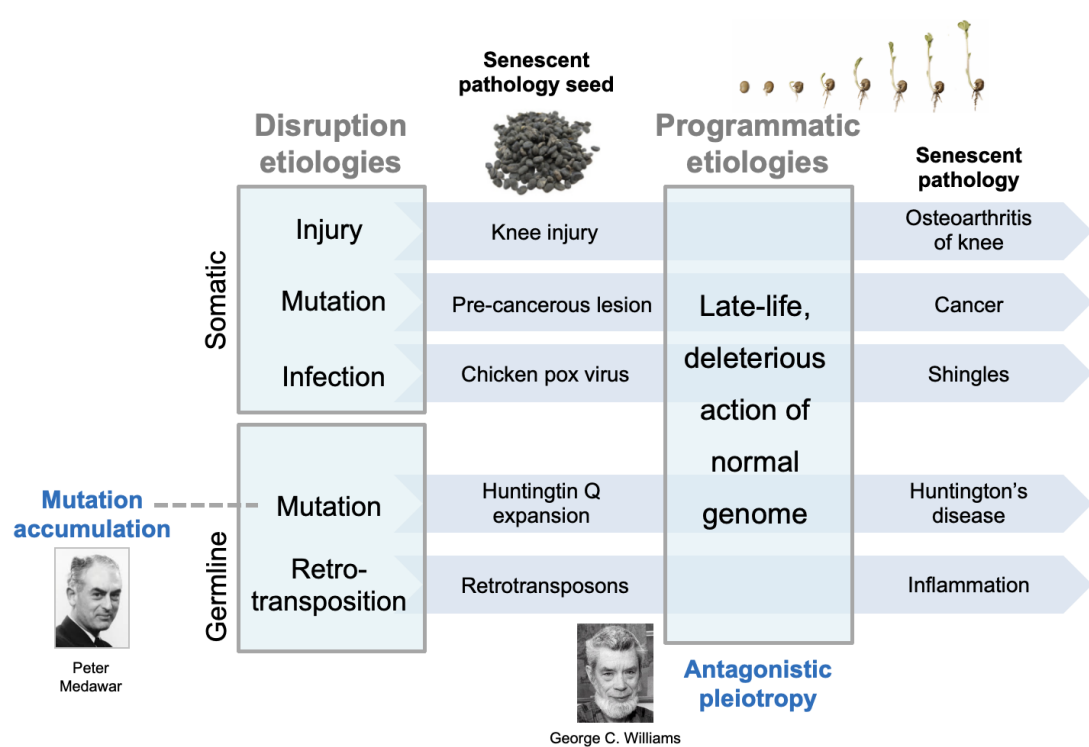 Senescent
pathology seed
Disruption
etiologies
Programmatic
etiologies
Senescent
pathology
Somatic
Injury
Knee injury
Osteoarthritis
of knee
Mutation
Pre-cancerous lesion
Cancer
Infection
Chicken pox virus
Shingles
Late-life,
deleterious
action of
normal
genome
Germline
Mutation
accumulation
Mutation
Huntingtin Q
expansion
Huntington’s
disease
Retro-
transposition
Retrotransposons
Inflammation
Peter
Medawar
Antagonistic
pleiotropy
George C. Williams